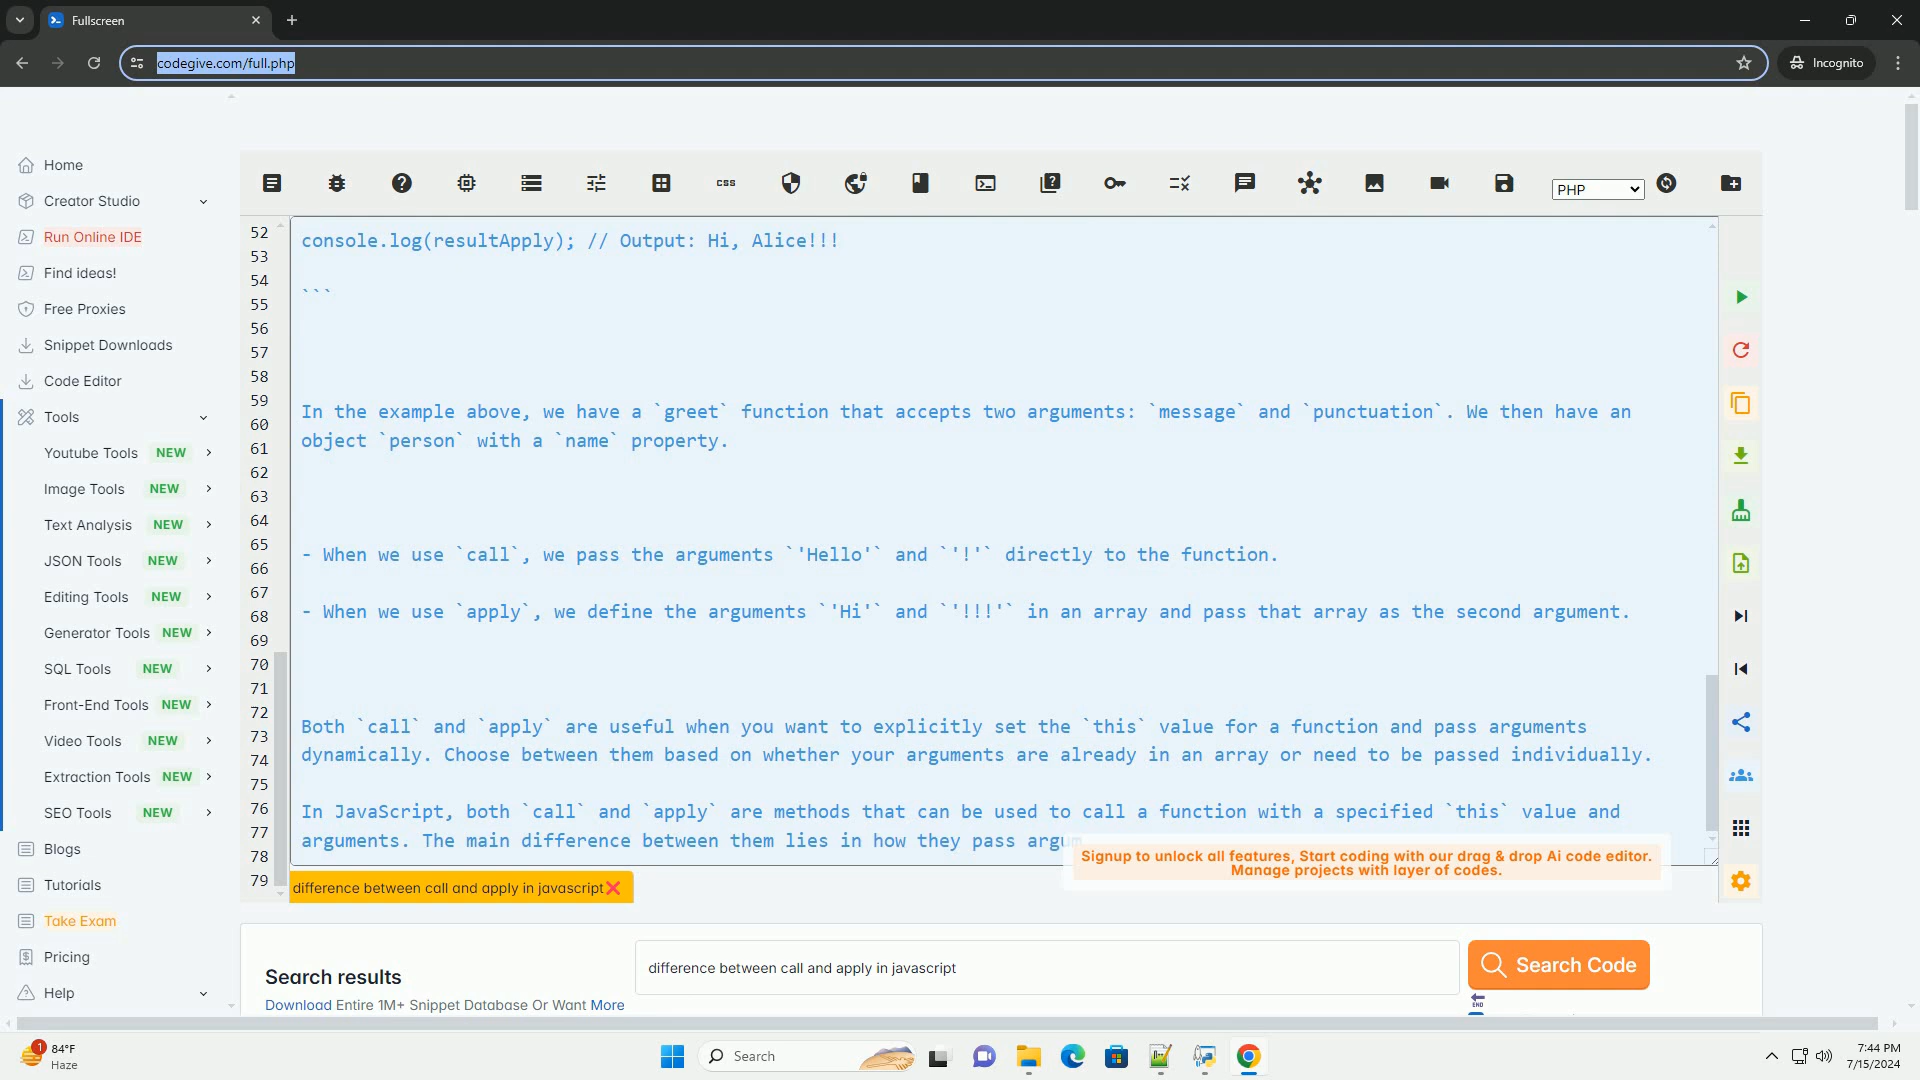 Fullscreen
codegive.com/full.php
Incognito
Home
Creator Studio
Run Online IDE
Find ideas!
Free Proxies
Snippet Downloads
Code Editor
Tools
Youtube Tools NEW
Image Tools NEW
Text Analysis NEW
JSON Tools NEW
Editing Tools NEW
Generator Tools NEW
SQL Tools NEW
Front-End Tools NEW
Video Tools NEW
Extraction Tools NEW
SEO Tools NEW
Blogs
Tutorials
Take Exam
Pricing
Help
css
PHP
52
53
54
55
56
57
58
59
60
61
62
63
64
65
66
67
68
69
70
71
72
73
74
75
76
77
78
79
console.log(resultApply); // Output: Hi, Alice!!!
```
In the example above, we have a `greet` function that accepts two arguments: `message` and `punctuation`. We then have an
object `person` with a `name` property.
- When we use `call`, we pass the arguments `'Hello'` and `'!'` directly to the function.
- When we use `apply`, we define the arguments `'Hi'` and `'!!!'` in an array and pass that array as the second argument.
Both `call` and `apply` are useful when you want to explicitly set the `this` value for a function and pass arguments
dynamically. Choose between them based on whether your arguments are already in an array or need to be passed individually.
In JavaScript, both `call` and `apply` are methods that can be used to call a function with a specified `this` value and
arguments. The main difference between them lies in how they pass argum
Signup to unlock all features, Start coding with our drag & drop Ai code editor.
Manage projects with layer of codes.
difference between call and apply in javascript
Search results
Download Entire 1M+ Snippet Database Or Want More
difference between call and apply in javascript
Search Code
END
1
84°F
Haze
Search
7:44 PM
7/15/2024